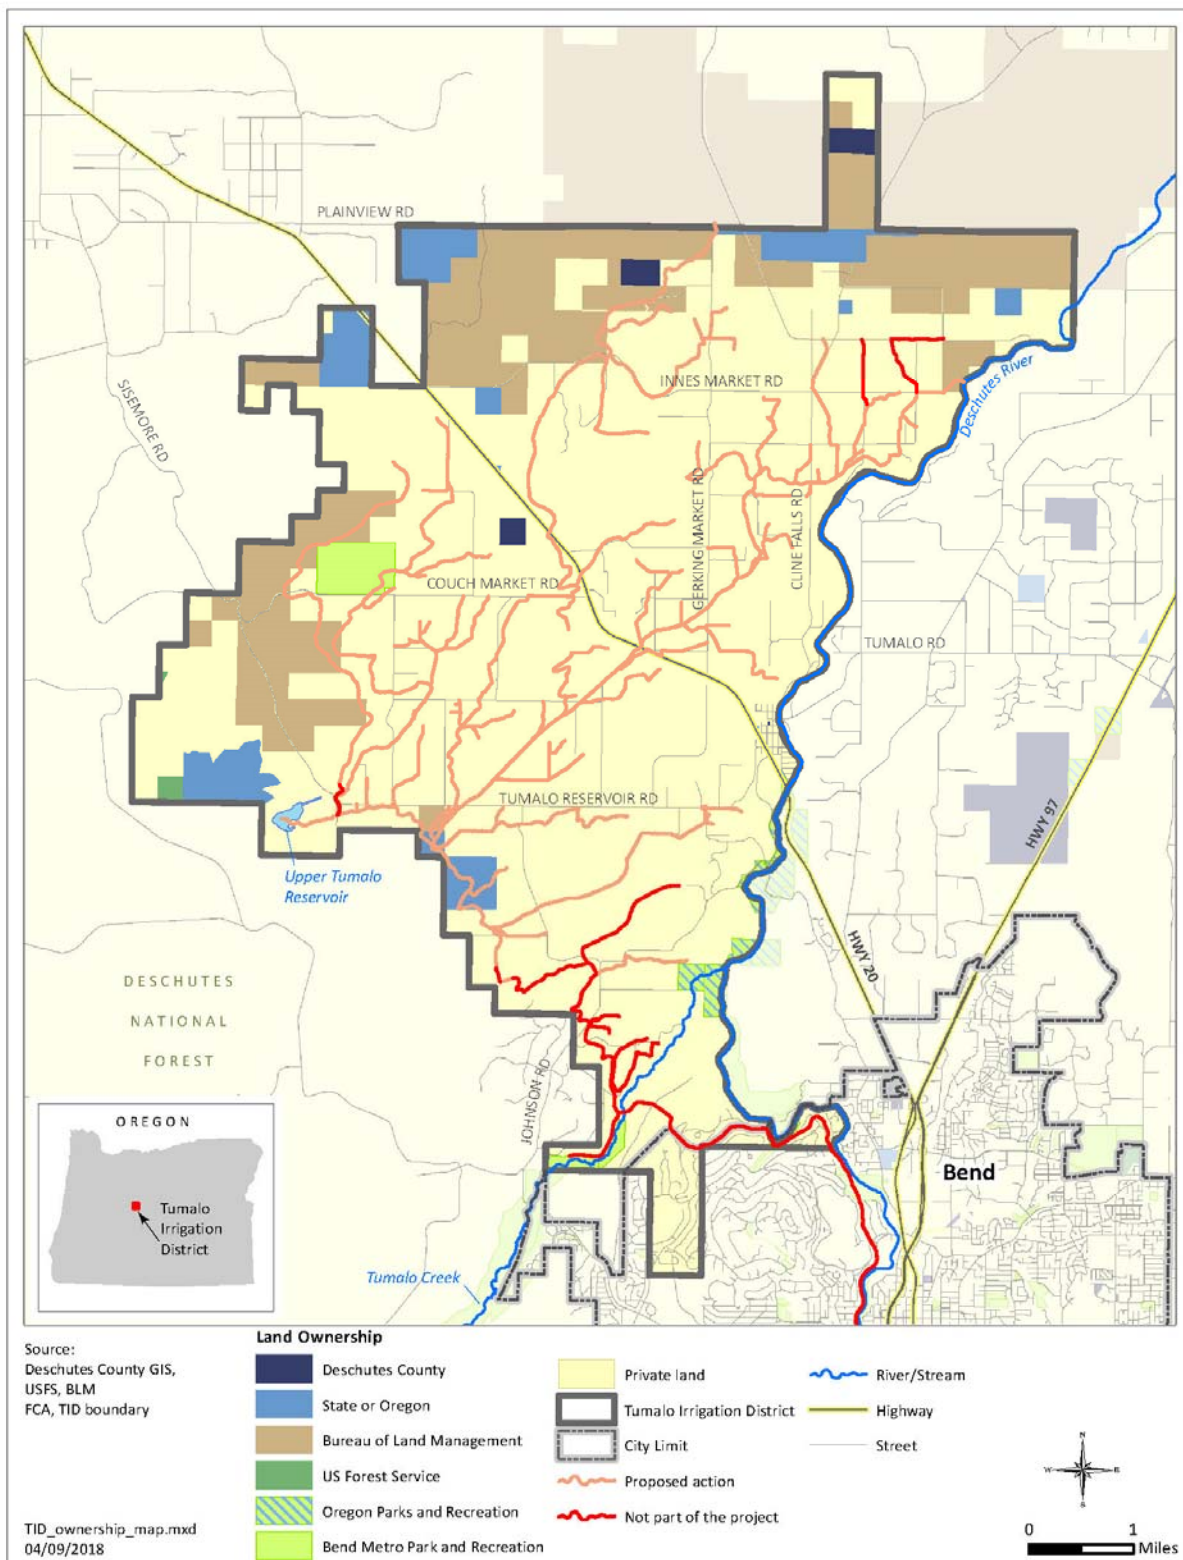 PLAINVIEW RD
SISEMORE RD
INNES MARKET RD
Deschutes River
GERKING MARKET RD
CLINE FALLS RD
COUCH MARKET RD
TUMALO RD
TUMALO RESERVOIR RD
HWY 97
Upper Tumalo
Reservoir
HWY 20
DESCHUTES
NATIONAL
FOREST
JOHNSON RD
OREGON
Tumalo
Irrigation
District
Bend
Tumalo Creek
Source:
Deschutes County GIS,
USFS, BLM
FCA, TID boundary
Land Ownership
Deschutes County
State or Oregon
Bureau of Land Management
US Forest Service
Oregon Parks and Recreation
Bend Metro Park and Recreation
Private land
Tumalo Irrigation District
City Limit
Proposed action
Not part of the project
River/Stream
Highway
Street
N
W
E
S
0 1
Miles
TID_ownership_map.mxd
04/09/2018